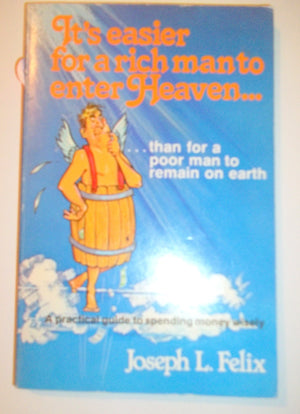 It's easier
for a rich man to
enter Heaven...
...than for a
poor man to
remain on earth
A practical guide to spending money wisely
Joseph L. Felix